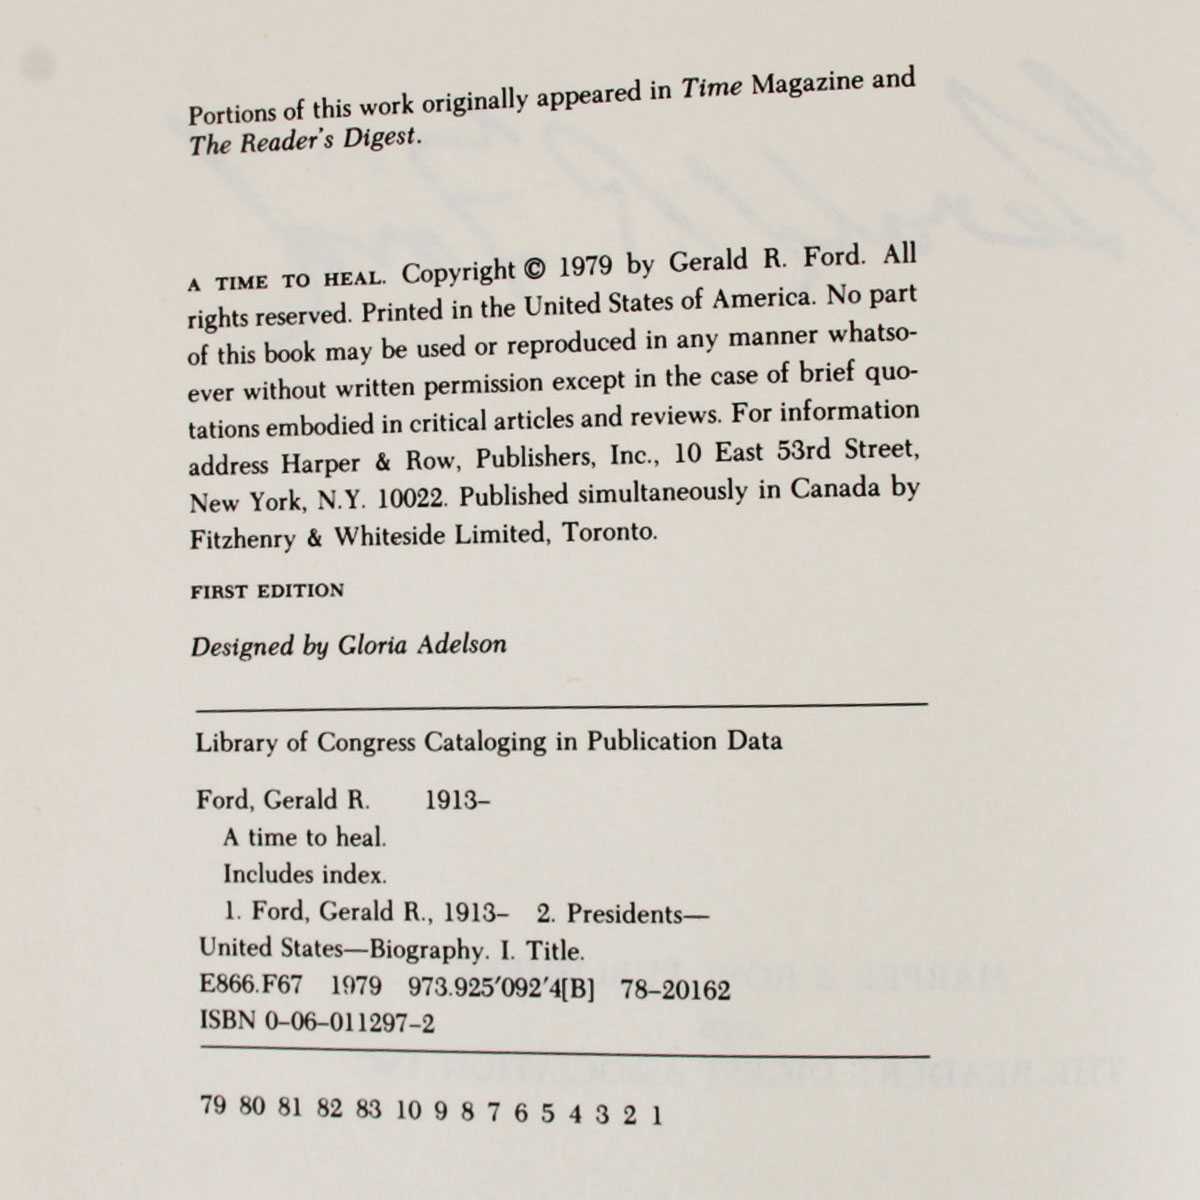 Portions of this work originally appeared in Time Magazine and
The Reader's Digest.
A TIME TO HEAL. Copyright © 1979 by Gerald R. Ford. All
rights reserved. Printed in the United States of America. No part
of this book may be used or reproduced in any manner whatso-
ever without written permission except in the case of brief quo-
tations embodied in critical articles and reviews. For information
address Harper & Row, Publishers, Inc., 10 East 53rd Street,
New York, N.Y. 10022. Published simultaneously in Canada by
Fitzhenry & Whiteside Limited, Toronto.
FIRST EDITION
Designed by Gloria Adelson
Library of Congress Cataloging in Publication Data
Ford, Gerald R. 1913–
A time to heal.
Includes index.
1. Ford, Gerald R., 1913– 2. Presidents—
United States—Biography. I. Title.
E866.F67 1979 973.925′092′4[B] 78–20162
ISBN 0–06–011297–2
79 80 81 82 83 10 9 8 7 6 5 4 3 2 1